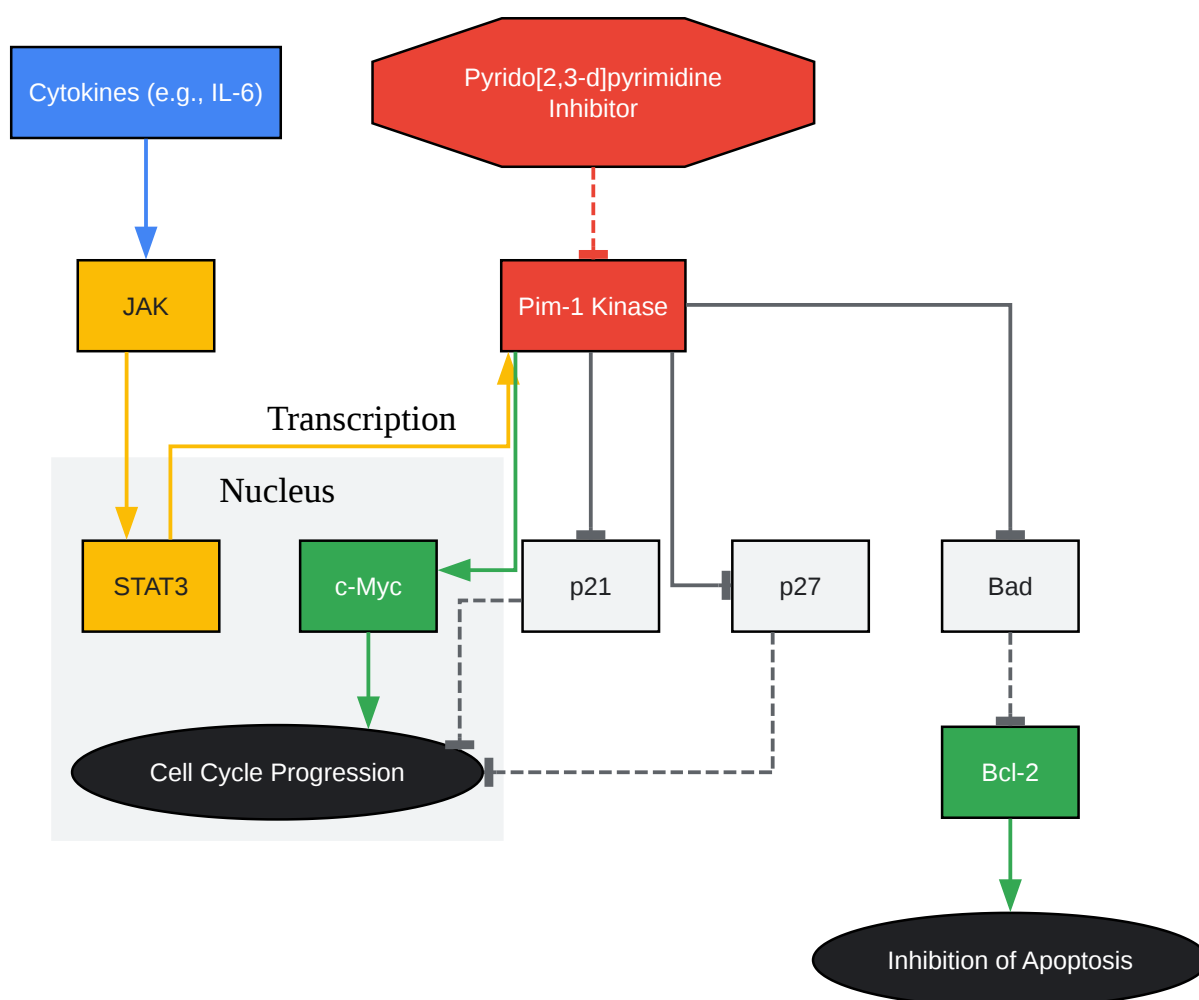 Cytokines (e.g., IL-6)
Pyrido[2,3-d]pyrimidine
Inhibitor
JAK
Pim-1 Kinase
Transcription
Nucleus
STAT3
c-Myc
p21
p27
Bad
Cell Cycle Progression
Bcl-2
Inhibition of Apoptosis